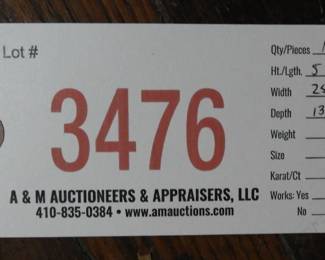 Lot #
3476
A & M AUCTIONEERS & APPRAISERS, LLC
410-835-0384 • www.amauctions.com
Qty/Pieces
Ht./Lgth. 5
Width
Depth 13
Weight
Size
Karat/Ct
Works: Yes
No